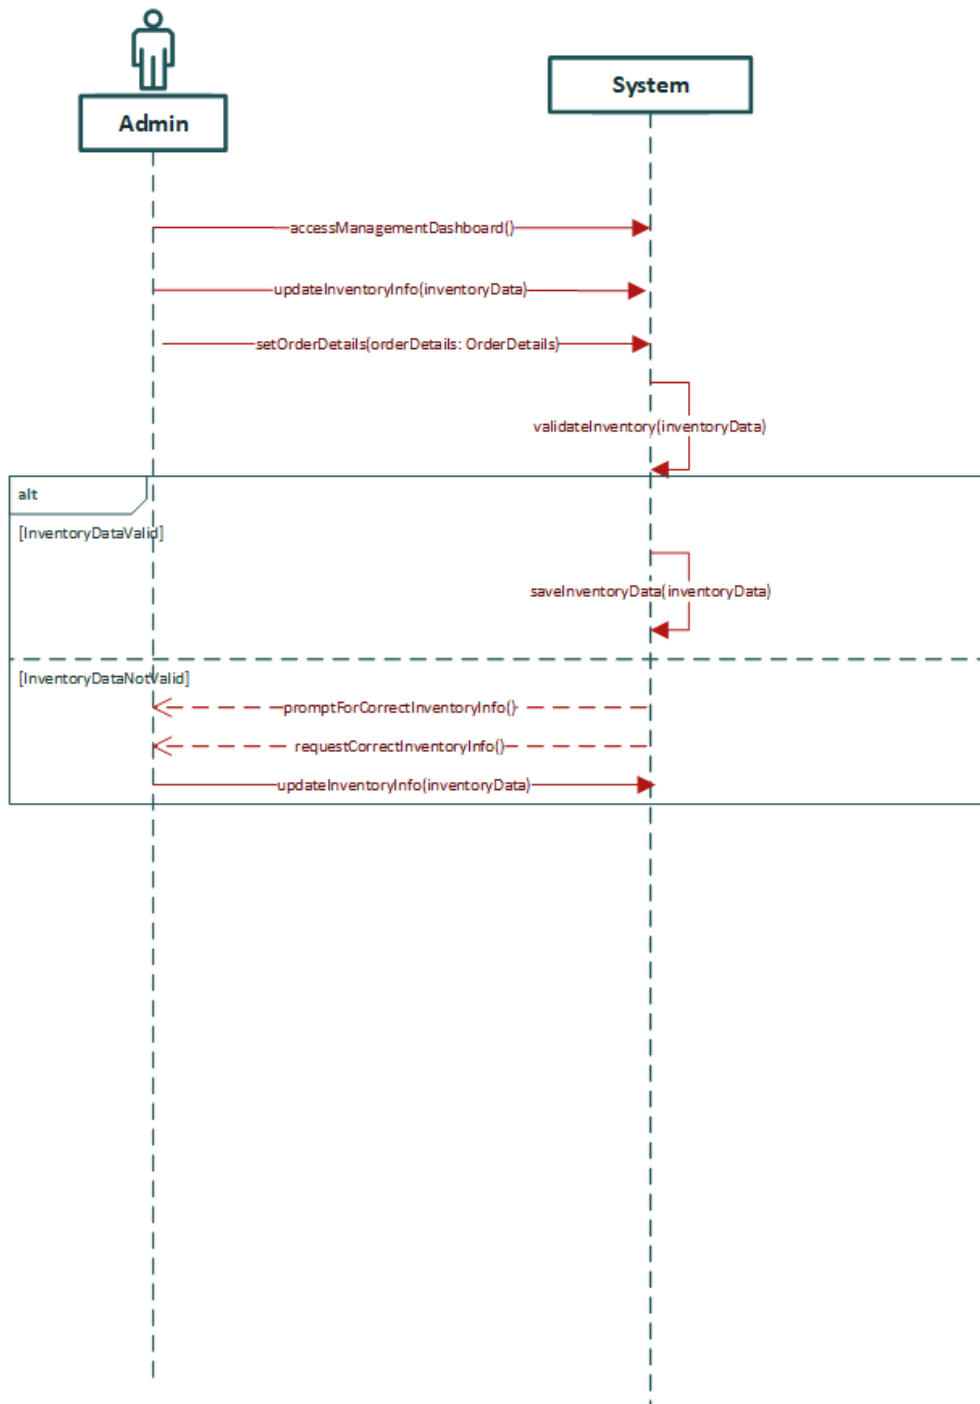 Admin
System
accessManagementDashboard()
updateInventoryInfo(inventoryData)
setOrderDetails(orderDetails: OrderDetails)
validateInventory(inventoryData)
alt
[InventoryDataValid]
saveInventoryData(inventoryData)
[InventoryDataNotValid]
promptForCorrectInventoryInfo()
requestCorrectInventoryInfo()
updateInventoryInfo(inventoryData)